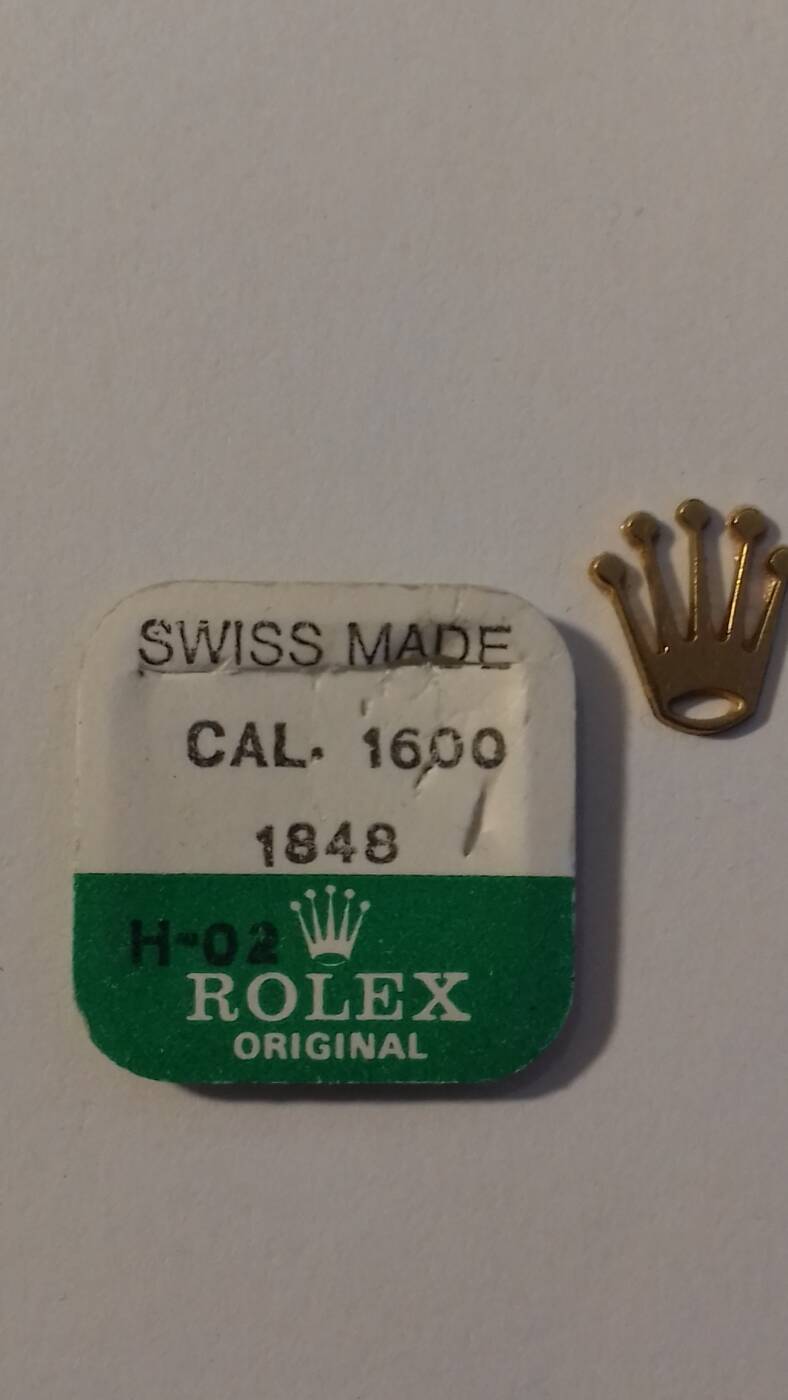 SWISS MADE
CAL. 1600
1848
H-02
ROLEX
ORIGINAL